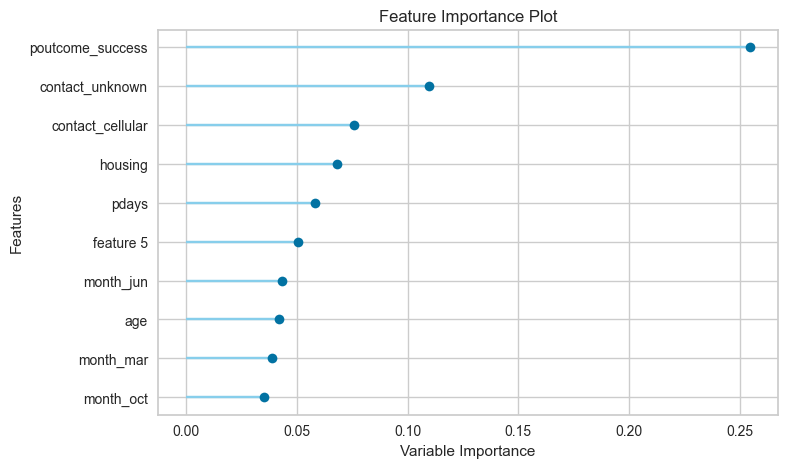 Feature Importance Plot
Features
poutcome_success
contact_unknown
contact_cellular
housing
pdays
feature 5
month_jun
age
month_mar
month_oct
0.00 0.05 0.10 0.15 0.20 0.25
Variable Importance